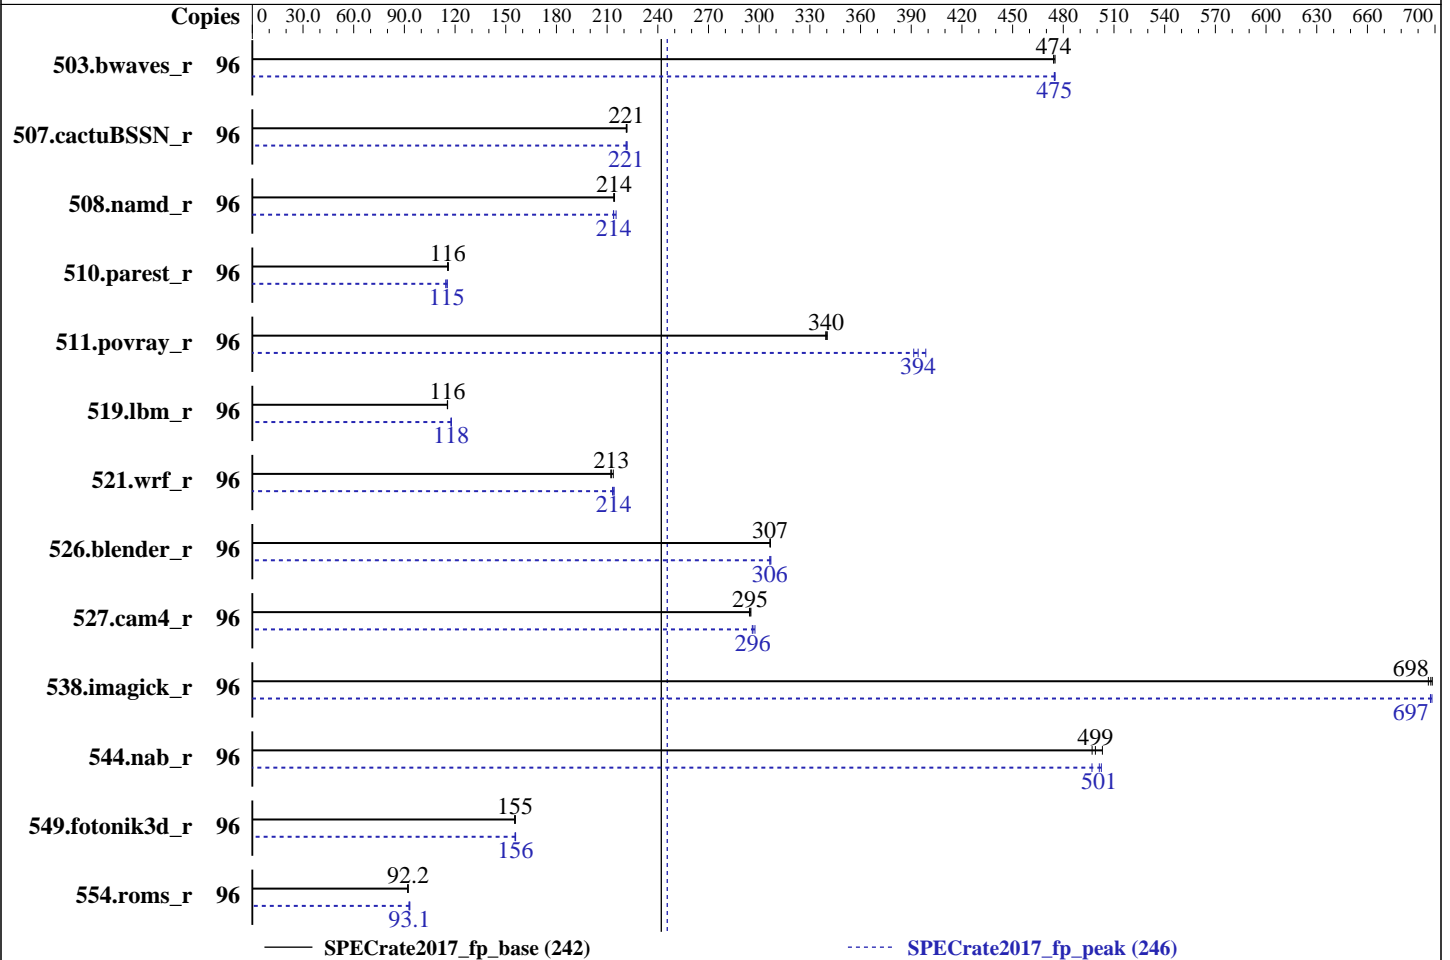 Copies 0 30.0 60.0 90.0 120 150 180 210 240 270 300 330 360 390 420 450 480 510 540 570 600 630 660 700
474
503.bwaves_r 96
475
221
507.cactuBSSN_r 96
221
214
508.namd_r 96
214
116
510.parest_r 96
115
340
511.povray_r 96
394
116
519.lbm_r 96
118
213
521.wrf_r 96
214
307
526.blender_r 96
306
295
527.cam4_r 96
296
698
538.imagick_r 96
697
499
544.nab_r 96
501
155
549.fotonik3d_r 96
156
92.2
554.roms_r 96
93.1
SPECrate2017_fp_base (242) SPECrate2017_fp_peak (246)